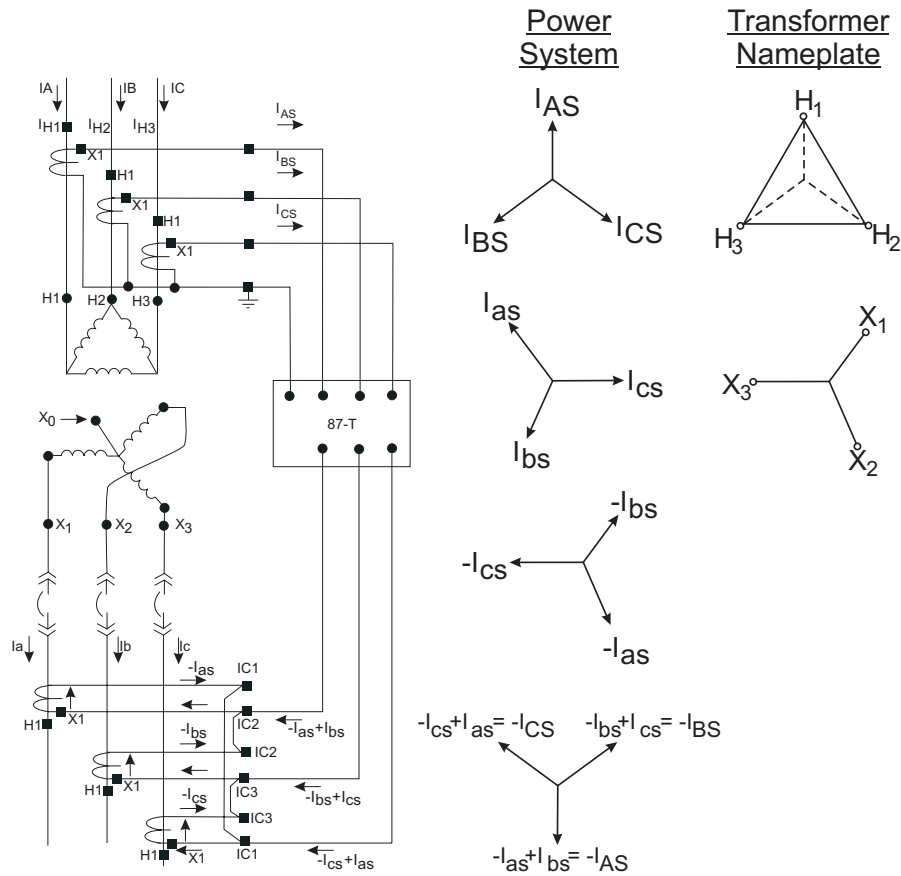 Power
System
Transformer
Nameplate
IA
IB
IC
IH1
IH2
IH3
IAS
X1
IBS
H1
X1
ICS
H1
X1
H1
H2
H3
87-T
X0
X1
X2
X3
Ia
Ib
Ic
-Ias
IC1
H1
X1
IC2
-Ias+Ibs
-Ibs
IC2
H1
X1
IC3
-Ibs+Ics
-Ics
IC3
H1
X1
IC1
-Ics+Ias
IAS
IBS
ICS
H1
H3
H2
Ias
Ics
Ibs
X1
X3
X2
-Ibs
-Ics
-Ias
-Ics+Ias= -ICS
-Ibs+Ics= -IBS
-Ias+Ibs= -IAS